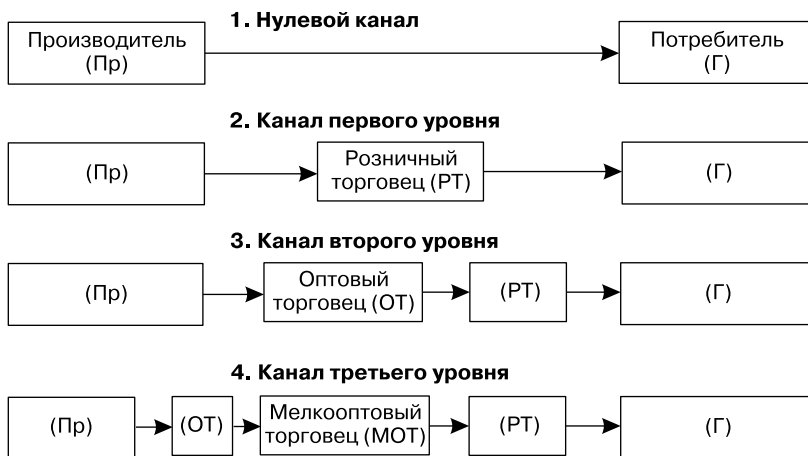 1. Нулевой канал
Производитель
(Пр)
Потребитель
(Г)
2. Канал первого уровня
(Пр)
Розничный
торговец (РТ)
(Г)
3. Канал второго уровня
(Пр)
Оптовый
торговец (ОТ)
(РТ)
(Г)
4. Канал третьего уровня
(Пр)
(ОТ)
Мелкооптовый
торговец (МОТ)
(РТ)
(Г)